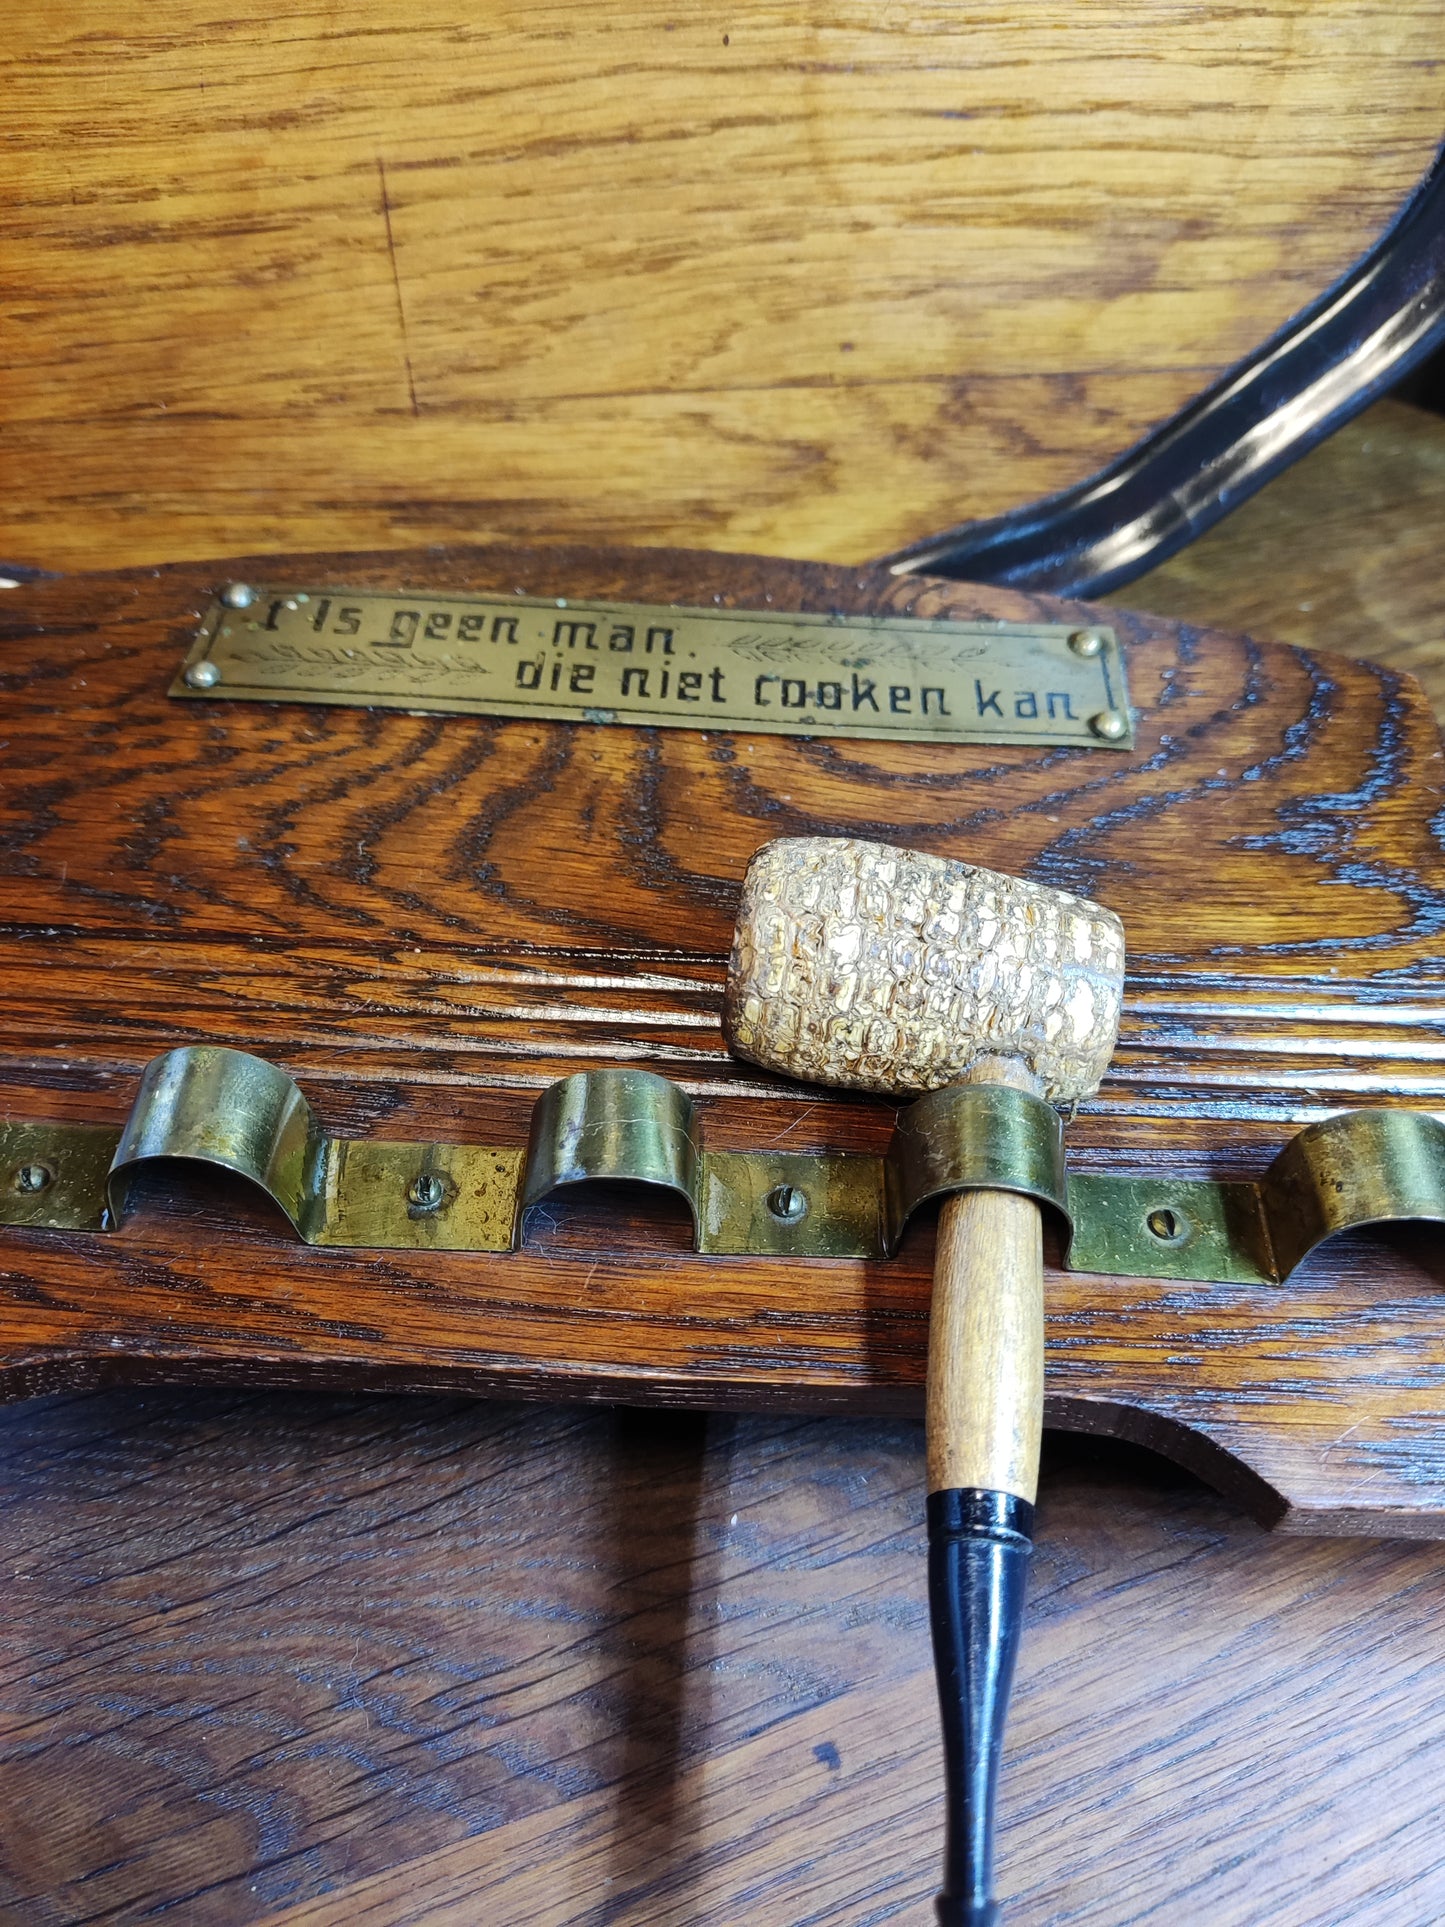 't Is geen man.
die niet rooken kan